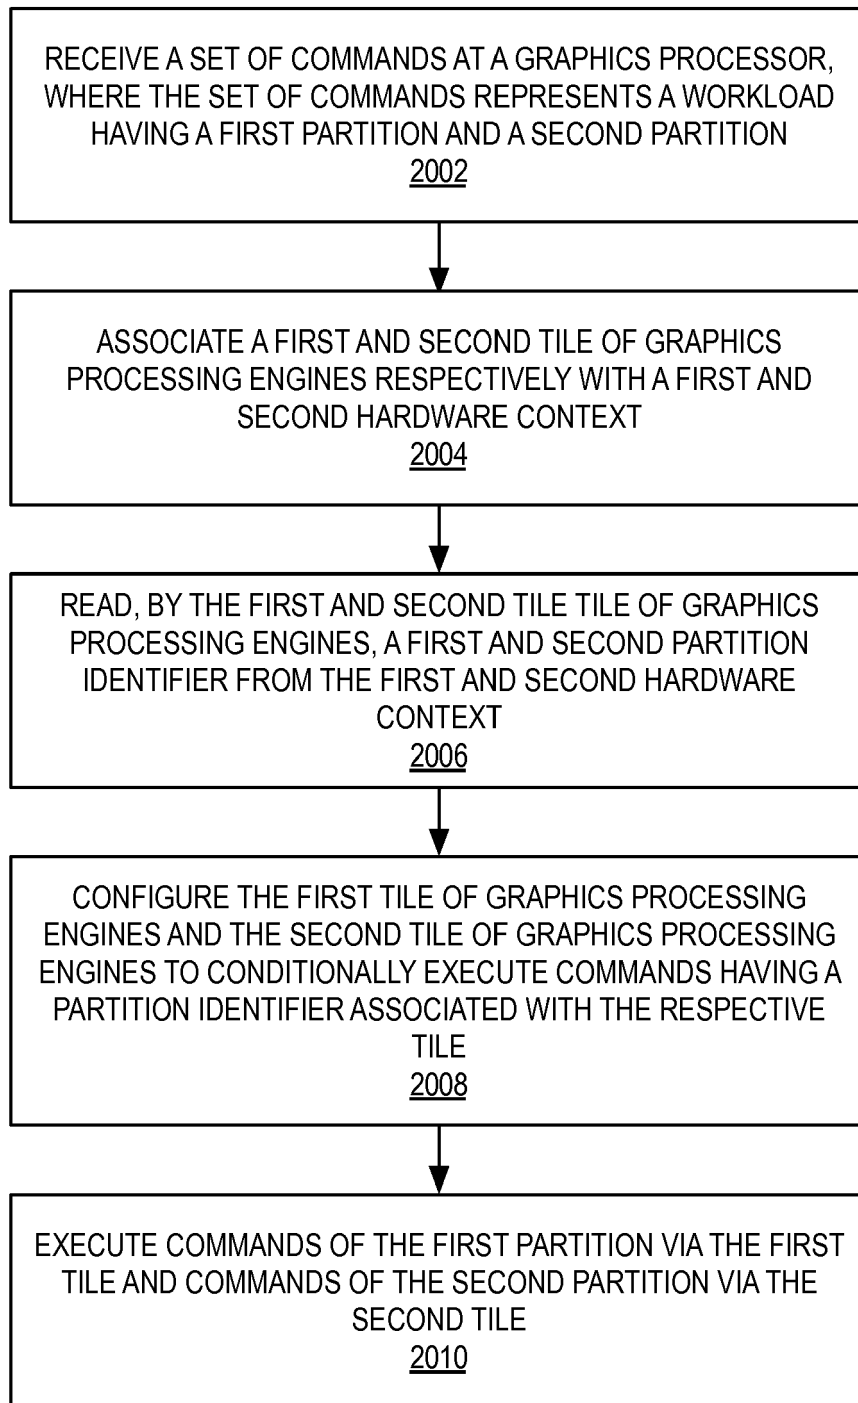 RECEIVE A SET OF COMMANDS AT A GRAPHICS PROCESSOR,
WHERE THE SET OF COMMANDS REPRESENTS A WORKLOAD
HAVING A FIRST PARTITION AND A SECOND PARTITION
2002
ASSOCIATE A FIRST AND SECOND TILE OF GRAPHICS
PROCESSING ENGINES RESPECTIVELY WITH A FIRST AND
SECOND HARDWARE CONTEXT
2004
READ, BY THE FIRST AND SECOND TILE TILE OF GRAPHICS
PROCESSING ENGINES, A FIRST AND SECOND PARTITION
IDENTIFIER FROM THE FIRST AND SECOND HARDWARE
CONTEXT
2006
CONFIGURE THE FIRST TILE OF GRAPHICS PROCESSING
ENGINES AND THE SECOND TILE OF GRAPHICS PROCESSING
ENGINES TO CONDITIONALLY EXECUTE COMMANDS HAVING A
PARTITION IDENTIFIER ASSOCIATED WITH THE RESPECTIVE
TILE
2008
EXECUTE COMMANDS OF THE FIRST PARTITION VIA THE FIRST
TILE AND COMMANDS OF THE SECOND PARTITION VIA THE
SECOND TILE
2010